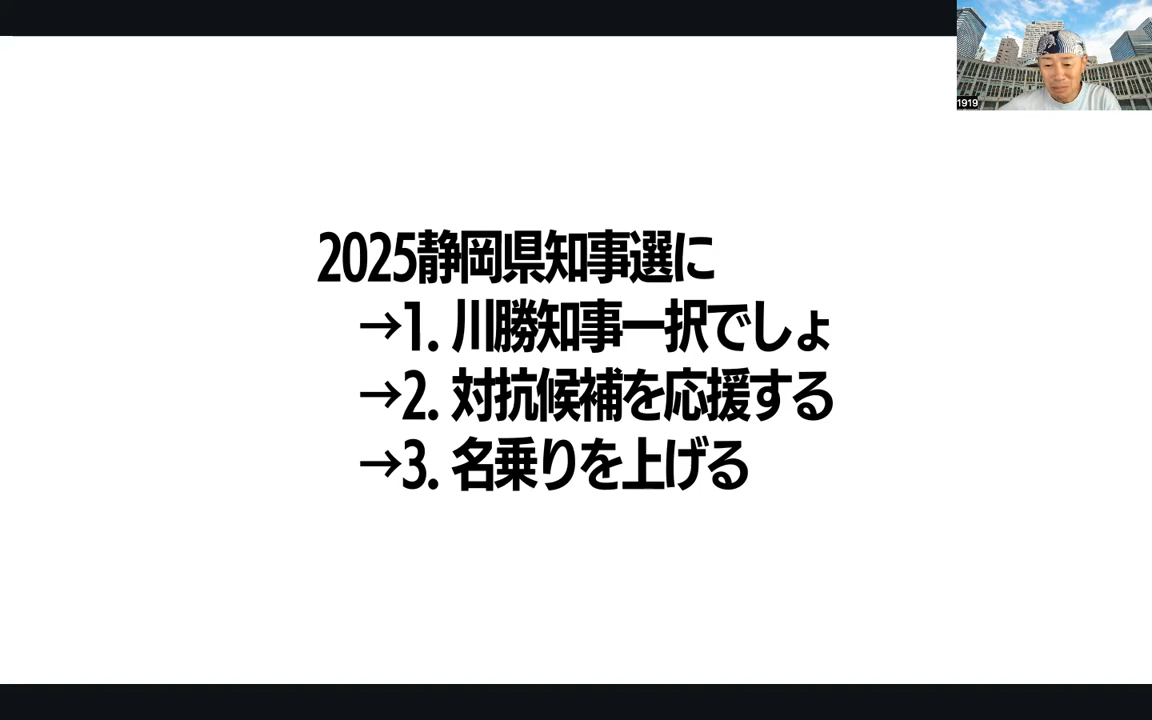 2025静岡県知事選に
→1. 川勝知事一択でしょ
→2. 対抗候補を応援する
→3. 名乗りを上げる
1919